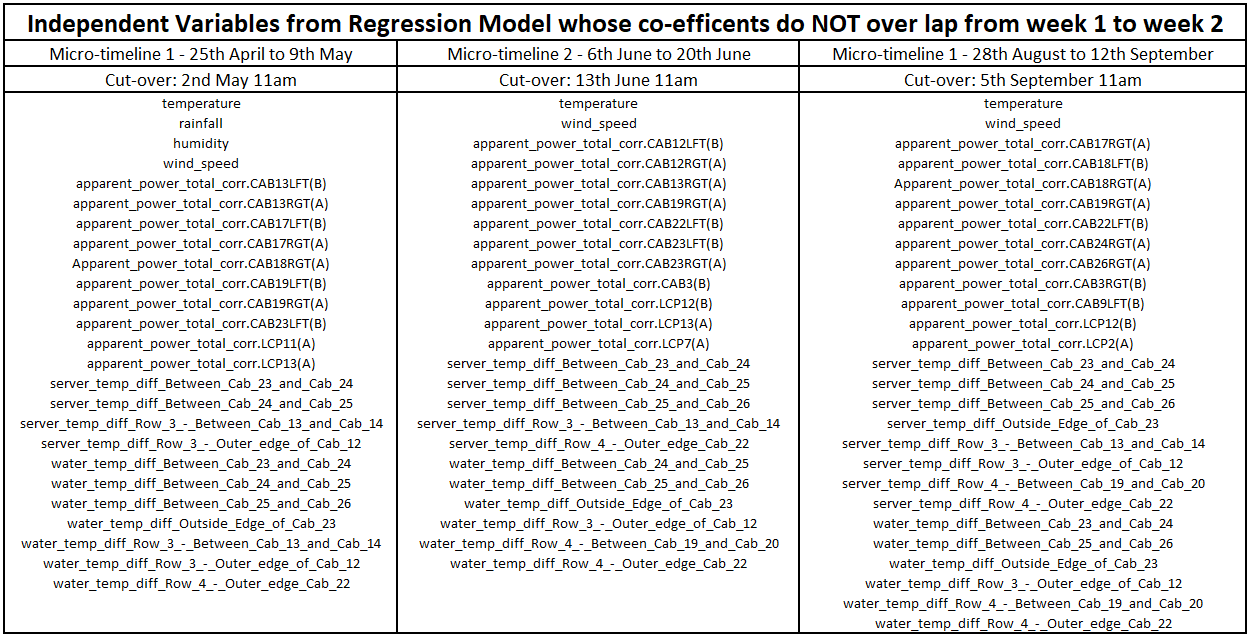 Independent Variables from Regression Model whose co-efficents do NOT over lap from week 1 to week 2
Micro-timeline 1 - 25th April to 9th May
Cut-over: 2nd May 11am
temperature
rainfall
humidity
wind_speed
apparent_power_total_corr.CAB13LFT(B)
apparent_power_total_corr.CAB13RGT(A)
apparent_power_total_corr.CAB17LFT(B)
apparent_power_total_corr.CAB17RGT(A)
Apparent_power_total_corr.CAB18RGT(A)
apparent_power_total_corr.CAB19LFT(B)
apparent_power_total_corr.CAB19RGT(A)
apparent_power_total_corr.CAB23LFT(B)
apparent_power_total_corr.LCP11(A)
apparent_power_total_corr.LCP13(A)
server_temp_diff_Between_Cab_23_and_Cab_24
server_temp_diff_Between_Cab_24_and_Cab_25
server_temp_diff_Row_3_-_Between_Cab_13_and_Cab_14
server_temp_diff_Row_3_-_Outer_edge_of_Cab_12
water_temp_diff_Between_Cab_23_and_Cab_24
water_temp_diff_Between_Cab_24_and_Cab_25
water_temp_diff_Between_Cab_25_and_Cab_26
water_temp_diff_Outside_Edge_of_Cab_23
water_temp_diff_Row_3_-_Between_Cab_13_and_Cab_14
water_temp_diff_Row_3_-_Outer_edge_of_Cab_12
water_temp_diff_Row_4_-_Outer_edge_Cab_22
Micro-timeline 2 - 6th June to 20th June
Cut-over: 13th June 11am
temperature
wind_speed
apparent_power_total_corr.CAB12LFT(B)
apparent_power_total_corr.CAB12RGT(A)
apparent_power_total_corr.CAB13RGT(A)
apparent_power_total_corr.CAB19RGT(A)
apparent_power_total_corr.CAB22LFT(B)
apparent_power_total_corr.CAB23LFT(B)
apparent_power_total_corr.CAB23RGT(A)
apparent_power_total_corr.CAB3(B)
apparent_power_total_corr.LCP12(B)
apparent_power_total_corr.LCP13(A)
apparent_power_total_corr.LCP7(A)
server_temp_diff_Between_Cab_23_and_Cab_24
server_temp_diff_Between_Cab_24_and_Cab_25
server_temp_diff_Between_Cab_25_and_Cab_26
server_temp_diff_Row_3_-_Between_Cab_13_and_Cab_14
server_temp_diff_Row_4_-_Outer_edge_Cab_22
water_temp_diff_Between_Cab_24_and_Cab_25
water_temp_diff_Between_Cab_25_and_Cab_26
water_temp_diff_Outside_Edge_of_Cab_23
water_temp_diff_Row_3_-_Outer_edge_of_Cab_12
water_temp_diff_Row_4_-_Between_Cab_19_and_Cab_20
water_temp_diff_Row_4_-_Outer_edge_of_Cab_22
Micro-timeline 1 - 28th August to 12th September
Cut-over: 5th September 11am
temperature
wind_speed
apparent_power_total_corr.CAB17RGT(A)
apparent_power_total_corr.CAB18LFT(B)
Apparent_power_total_corr.CAB18RGT(A)
apparent_power_total_corr.CAB19RGT(A)
apparent_power_total_corr.CAB22LFT(B)
apparent_power_total_corr.CAB24RGT(A)
apparent_power_total_corr.CAB26RGT(A)
apparent_power_total_corr.CAB3RGT(B)
apparent_power_total_corr.CAB9LFT(B)
apparent_power_total_corr.LCP12(B)
apparent_power_total_corr.LCP2(A)
server_temp_diff_Between_Cab_23_and_Cab_24
server_temp_diff_Between_Cab_24_and_Cab_25
server_temp_diff_Between_Cab_25_and_Cab_26
server_temp_diff_Outside_Edge_of_Cab_23
server_temp_diff_Row_3_-_Between_Cab_13_and_Cab_14
server_temp_diff_Row_3_-_Outer_edge_of_Cab_12
server_temp_diff_Row_4_-_Between_Cab_19_and_Cab_20
server_temp_diff_Row_4_-_Outer_edge_Cab_22
water_temp_diff_Between_Cab_23_and_Cab_24
water_temp_diff_Between_Cab_25_and_Cab_26
water_temp_diff_Outside_Edge_of_Cab_23
water_temp_diff_Row_3_-_Outer_edge_of_Cab_12
water_temp_diff_Row_4_-_Between_Cab_19_and_Cab_20
water_temp_diff_Row_4_-_Outer_edge_Cab_22